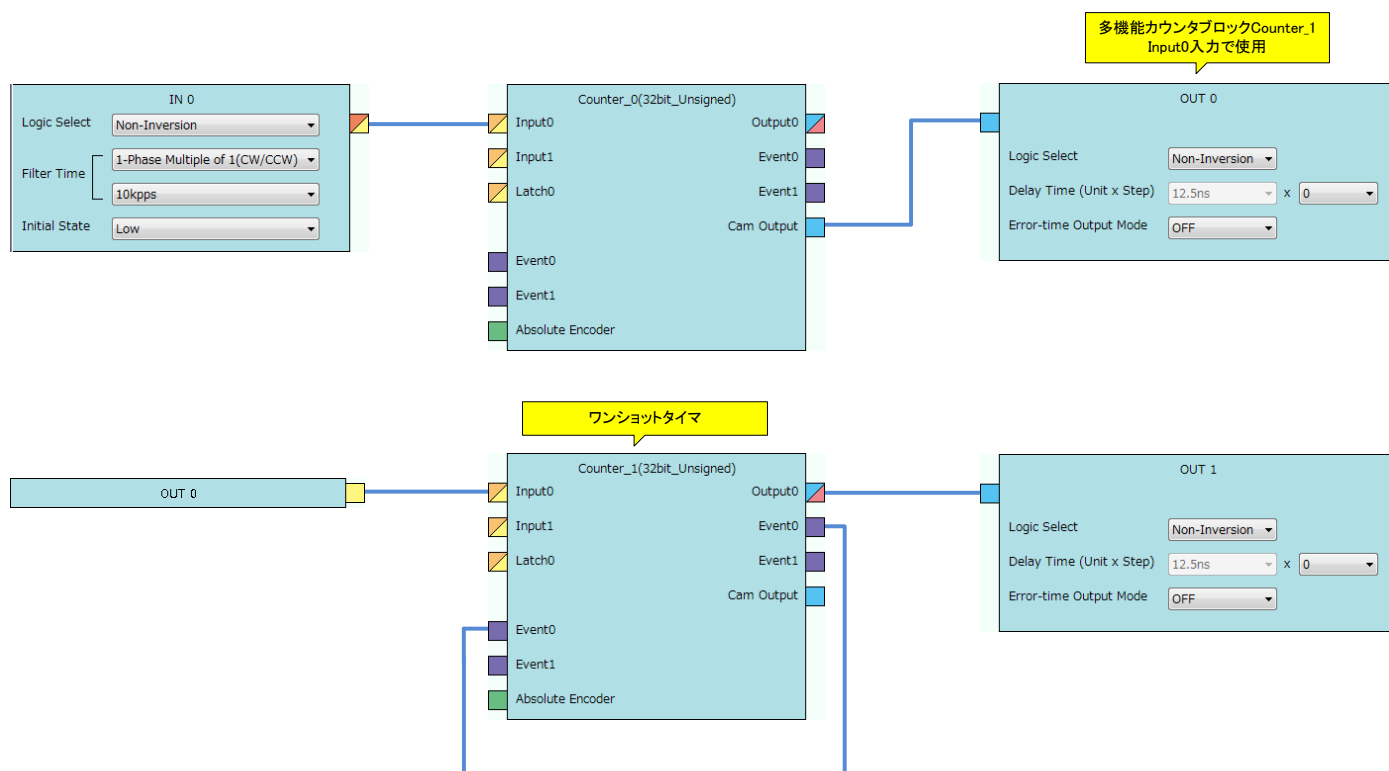 多機能カウンタブロックCounter_1
Input0入力で使用
IN 0
Logic Select
Non-Inversion
Filter Time
1-Phase Multiple of 1(CW/CCW)
10kpps
Initial State
Low
Counter_0(32bit_Unsigned)
Input0
Output0
Input1
Event0
Latch0
Event1
Cam Output
Event0
Event1
Absolute Encoder
OUT 0
Logic Select
Non-Inversion
Delay Time (Unit x Step)
12.5ns x 0
Error-time Output Mode
OFF
ワンショットタイマ
OUT 0
Counter_1(32bit_Unsigned)
Input0
Output0
Input1
Event0
Latch0
Event1
Cam Output
Event0
Event1
Absolute Encoder
OUT 1
Logic Select
Non-Inversion
Delay Time (Unit x Step)
12.5ns x 0
Error-time Output Mode
OFF